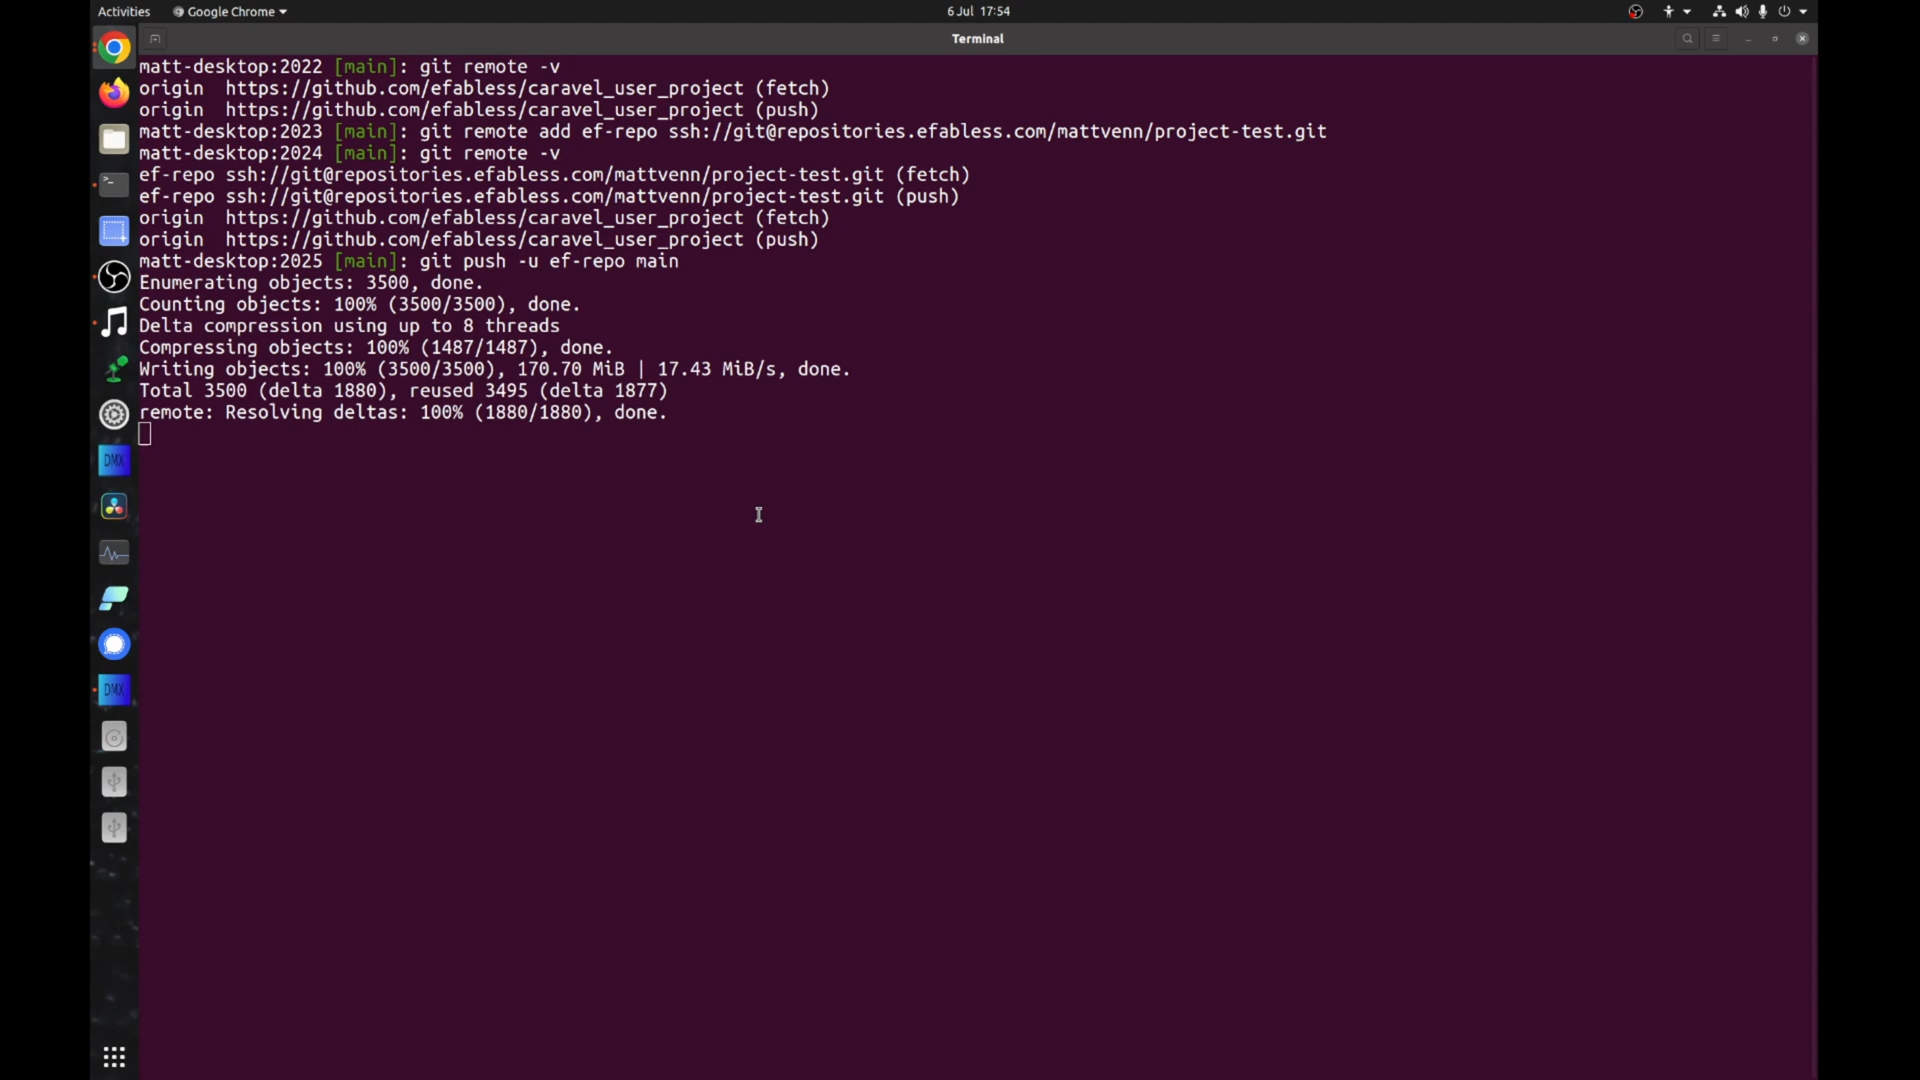 Activities Google Chrome 6 Jul 17:54
Terminal
matt-desktop:2022 [main]: git remote -v
origin  https://github.com/efabless/caravel_user_project (fetch)
origin  https://github.com/efabless/caravel_user_project (push)
matt-desktop:2023 [main]: git remote add ef-repo ssh://git@repositories.efabless.com/mattvenn/project-test.git
matt-desktop:2024 [main]: git remote -v
ef-repo ssh://git@repositories.efabless.com/mattvenn/project-test.git (fetch)
ef-repo ssh://git@repositories.efabless.com/mattvenn/project-test.git (push)
origin  https://github.com/efabless/caravel_user_project (fetch)
origin  https://github.com/efabless/caravel_user_project (push)
matt-desktop:2025 [main]: git push -u ef-repo main
Enumerating objects: 3500, done.
Counting objects: 100% (3500/3500), done.
Delta compression using up to 8 threads
Compressing objects: 100% (1487/1487), done.
Writing objects: 100% (3500/3500), 170.70 MiB | 17.43 MiB/s, done.
Total 3500 (delta 1880), reused 3495 (delta 1877)
remote: Resolving deltas: 100% (1880/1880), done.
DMX
DMX